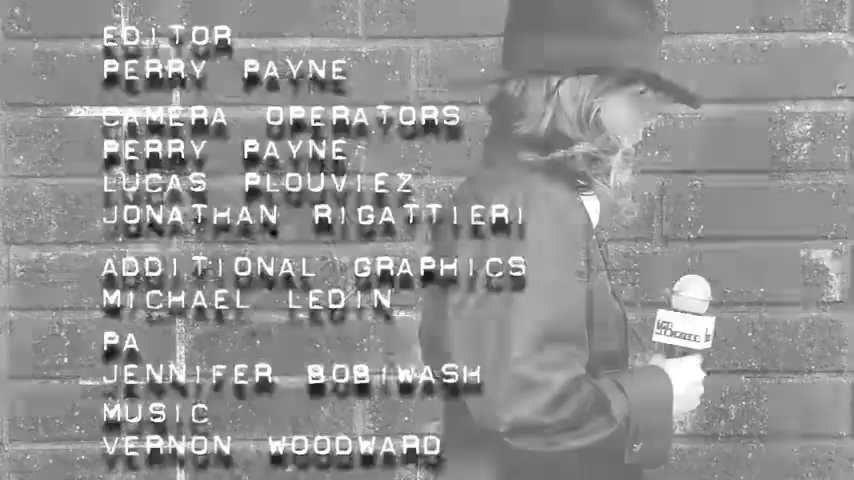 EDITOR
PERRY PAYNE
CAMERA OPERATORS
PERRY PAYNE
LUCAS PLOUVIEZ
JONATHAN RIGATTIERI
ADDITIONAL GRAPHICS
MICHAEL LEDIN
PA
JENNIFER BOBIWASH
MUSIC
VERNON WOODWARD